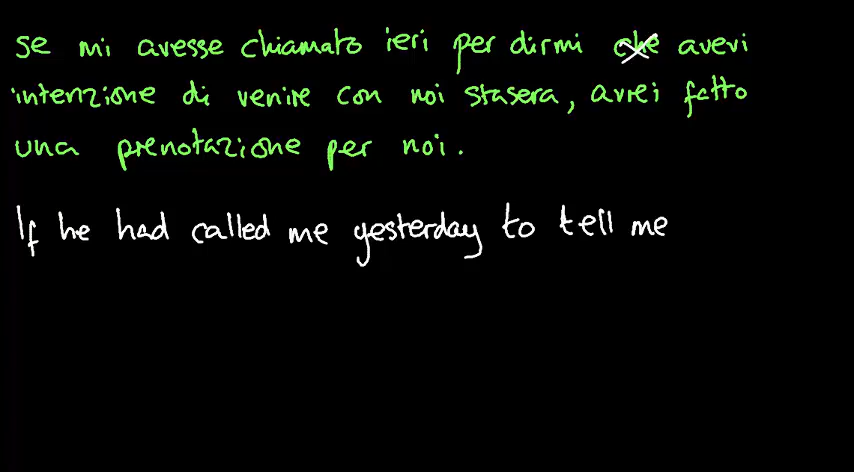 se mi avesse chiamato ieri per dirmi che avevi
intenzione di venire con noi stasera, avrei fatto
una prenotazione per noi.
If he had called me yesterday to tell me